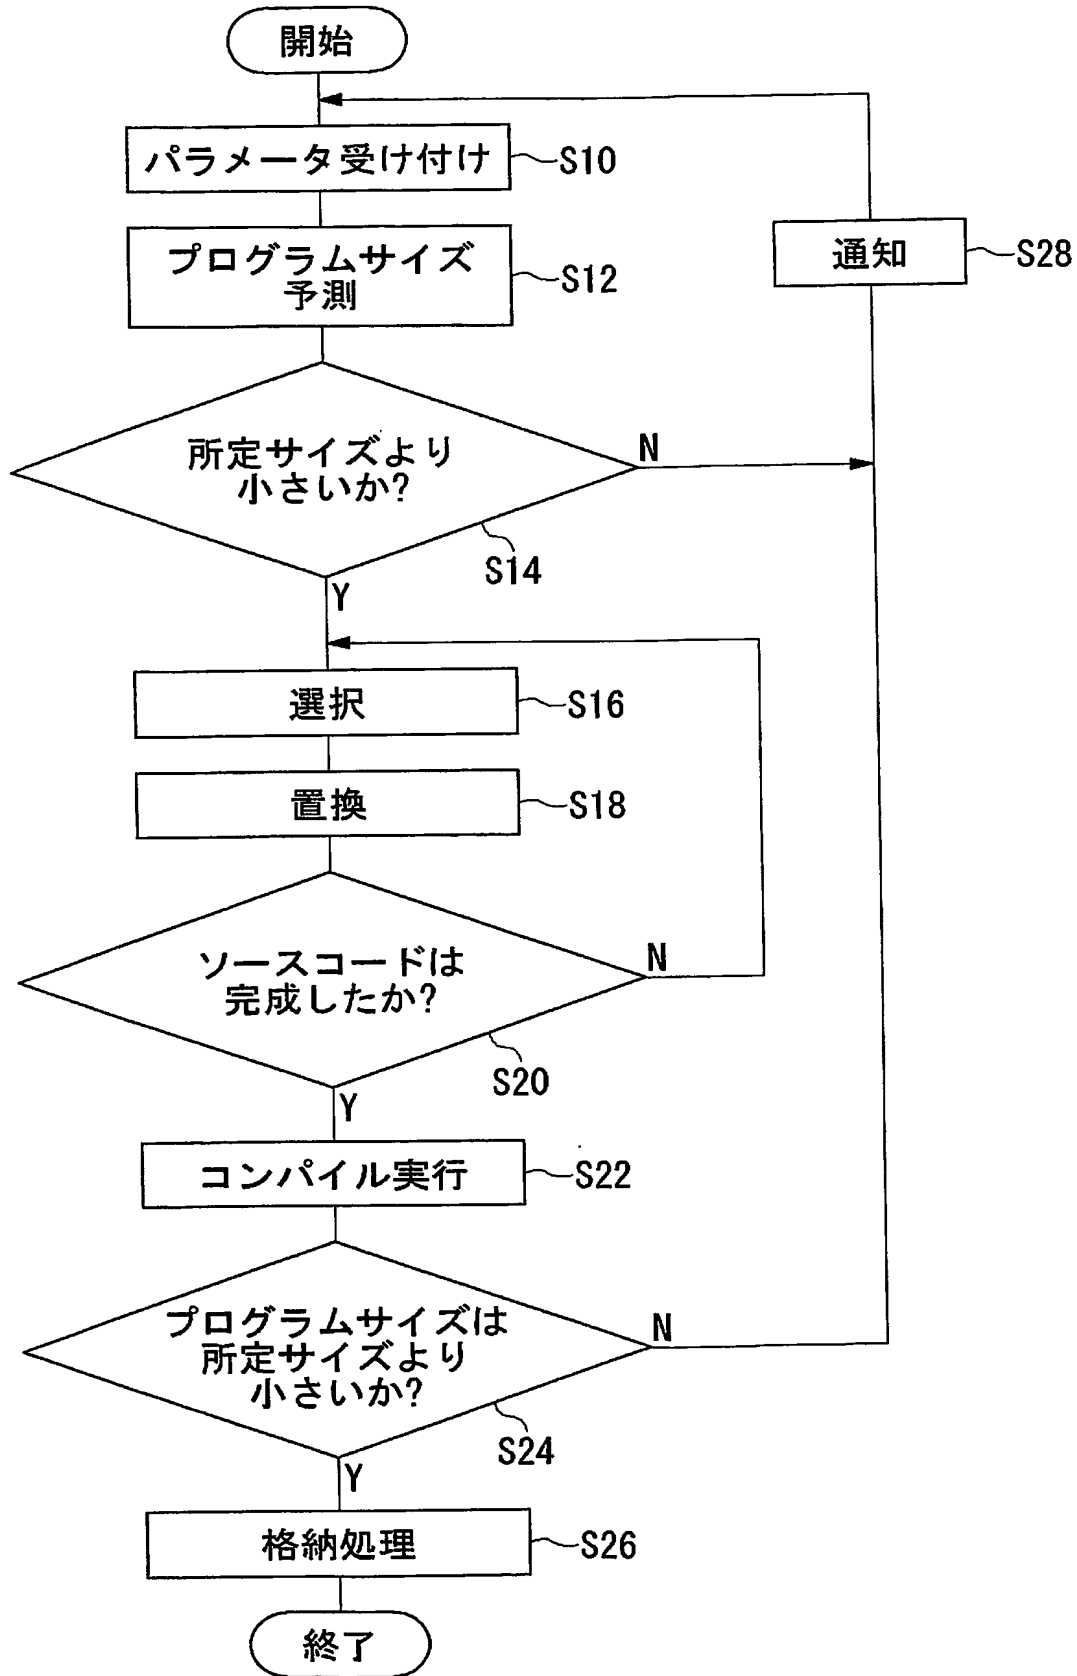 開始
パラメータ受け付け
S10
プログラムサイズ
予測
S12
通知
S28
所定サイズより
小さいか?
N
S14
Y
選択
S16
置換
S18
ソースコードは
完成したか?
N
S20
Y
コンパイル実行
S22
プログラムサイズは
所定サイズより
小さいか?
N
S24
Y
格納処理
S26
終了